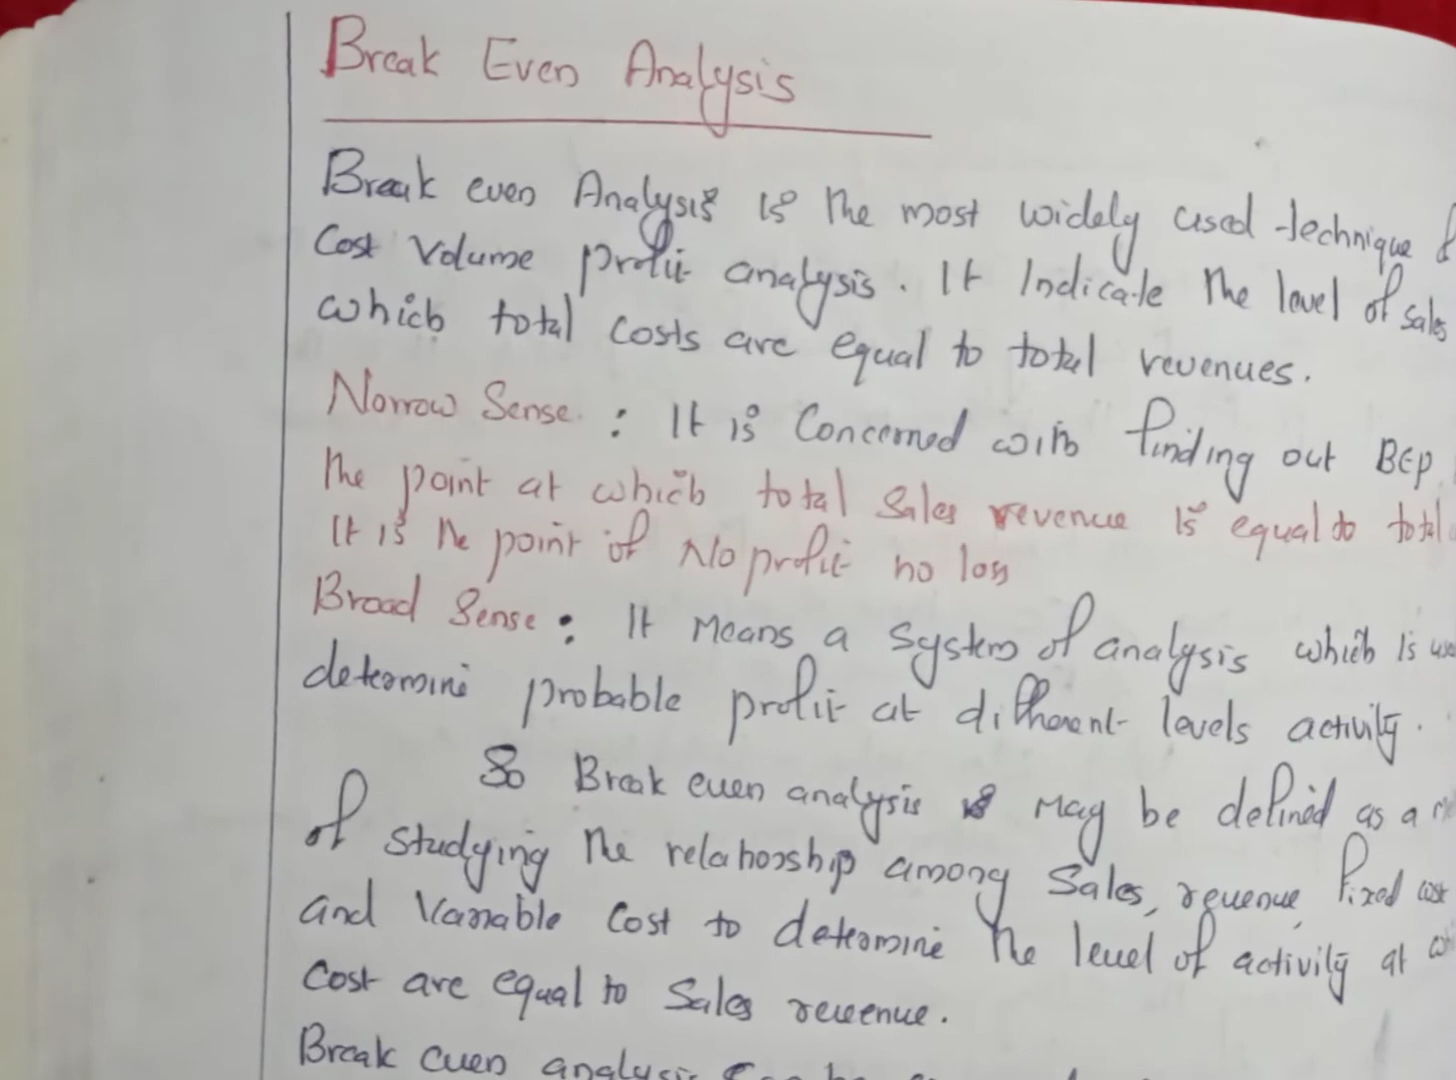 Break Even Analysis
Break even Analysis is the most widely used technique
Cost Volume profit analysis. It Indicate the level of sales
which total costs are equal to total revenues.
Norrow Sense : It is Concerned with finding out BEP
the point at which total Sales revenue is equal to total
It is the point of No profit no loss
Broad Sense : It Means a System of analysis which is
determine probable profit at different levels activity.
So Break even analysis may be defined as a
of studying the relationship among Sales, revenue, fixed cost
and Variable Cost to determine the level of activity at
Cost are equal to Sales revenue.
Break even analysis